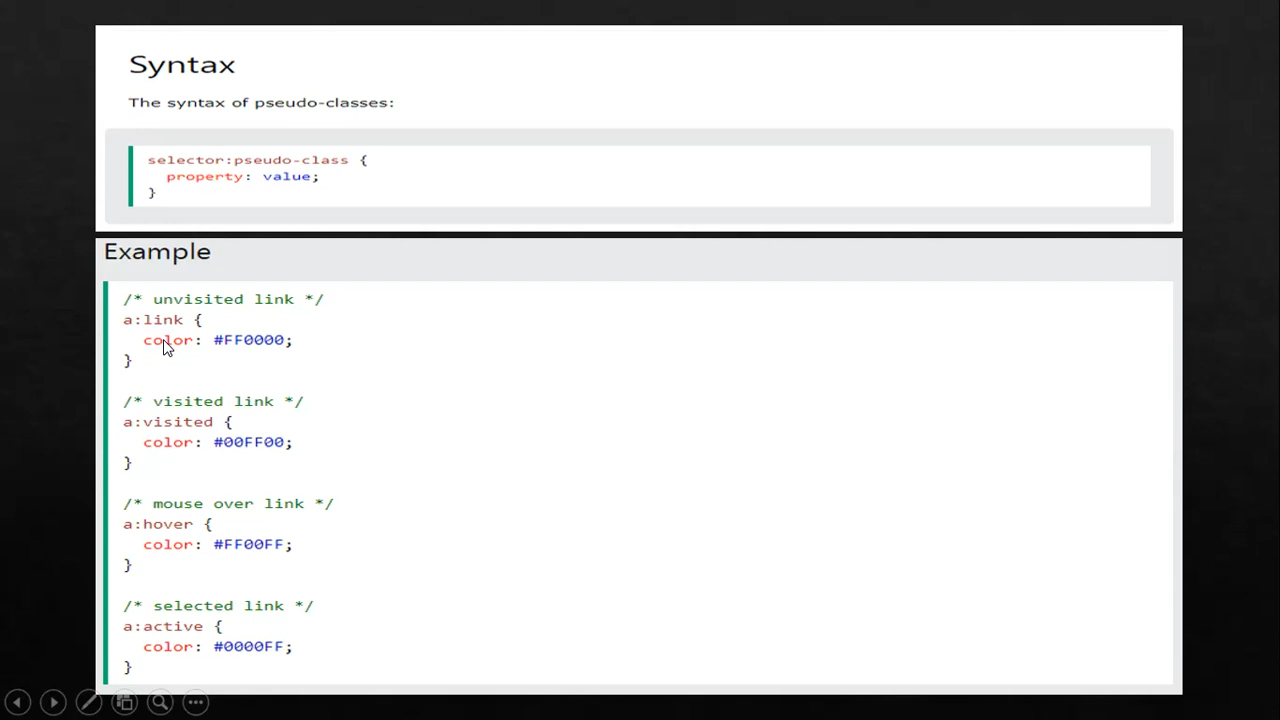 Syntax
The syntax of pseudo-classes:
selector:pseudo-class {
  property: value;
}
Example
/* unvisited link */
a:link {
  color: #FF0000;
}
/* visited link */
a:visited {
  color: #00FF00;
}
/* mouse over link */
a:hover {
  color: #FF00FF;
}
/* selected link */
a:active {
  color: #0000FF;
}